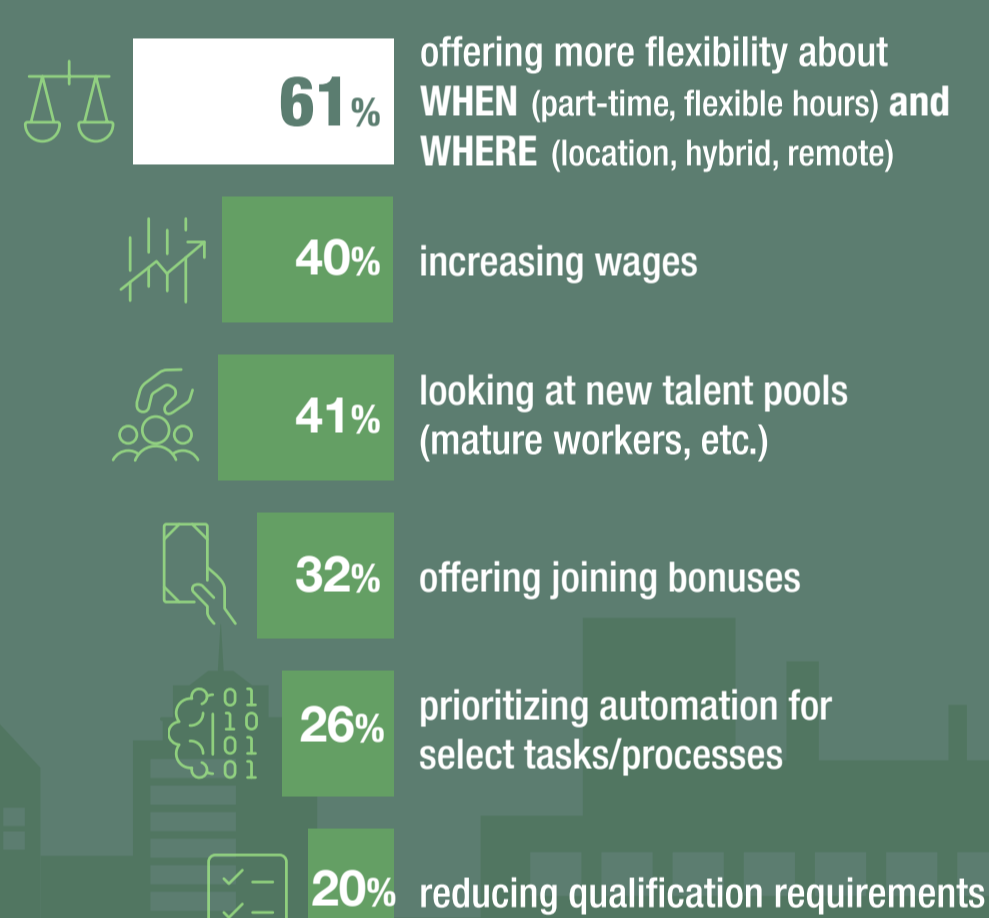 61% offering more flexibility about
WHEN (part-time, flexible hours) and
WHERE (location, hybrid, remote)
40% increasing wages
41% looking at new talent pools
(mature workers, etc.)
32% offering joining bonuses
01
10
01
01
26% prioritizing automation for
select tasks/processes
20% reducing qualification requirements